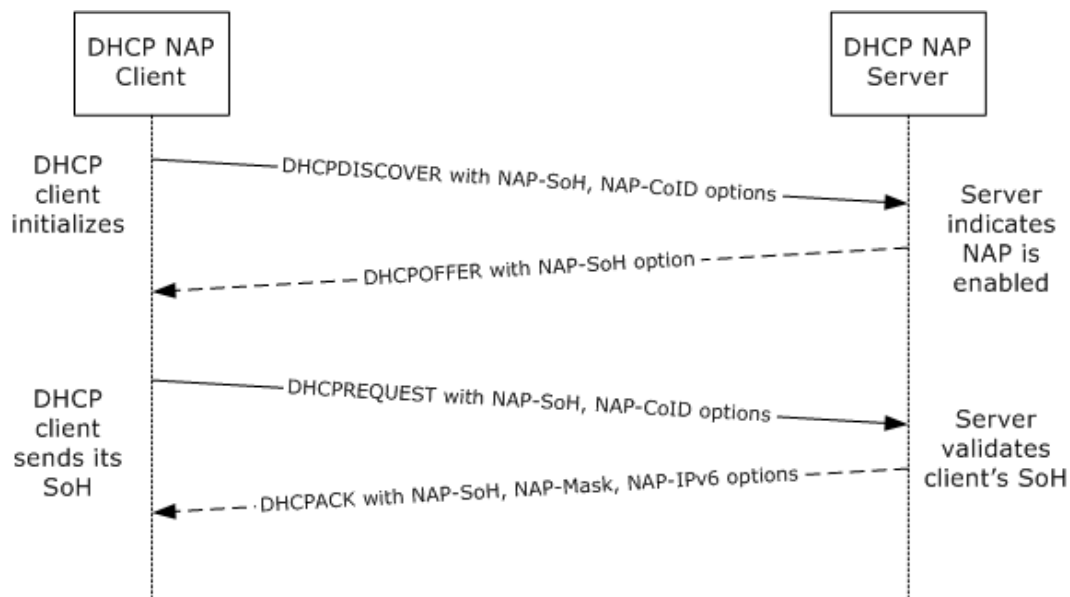 DHCP NAP
Client
DHCP NAP
Server
DHCP
client
initializes
DHCPDISCOVER with NAP-SoH, NAP-CoID options
Server
indicates
NAP is
enabled
DHCPOFFER with NAP-SoH option
DHCP
client
sends its
SoH
DHCPREQUEST with NAP-SoH, NAP-CoID options
Server
validates
client's SoH
DHCPACK with NAP-SoH, NAP-Mask, NAP-IPv6 options